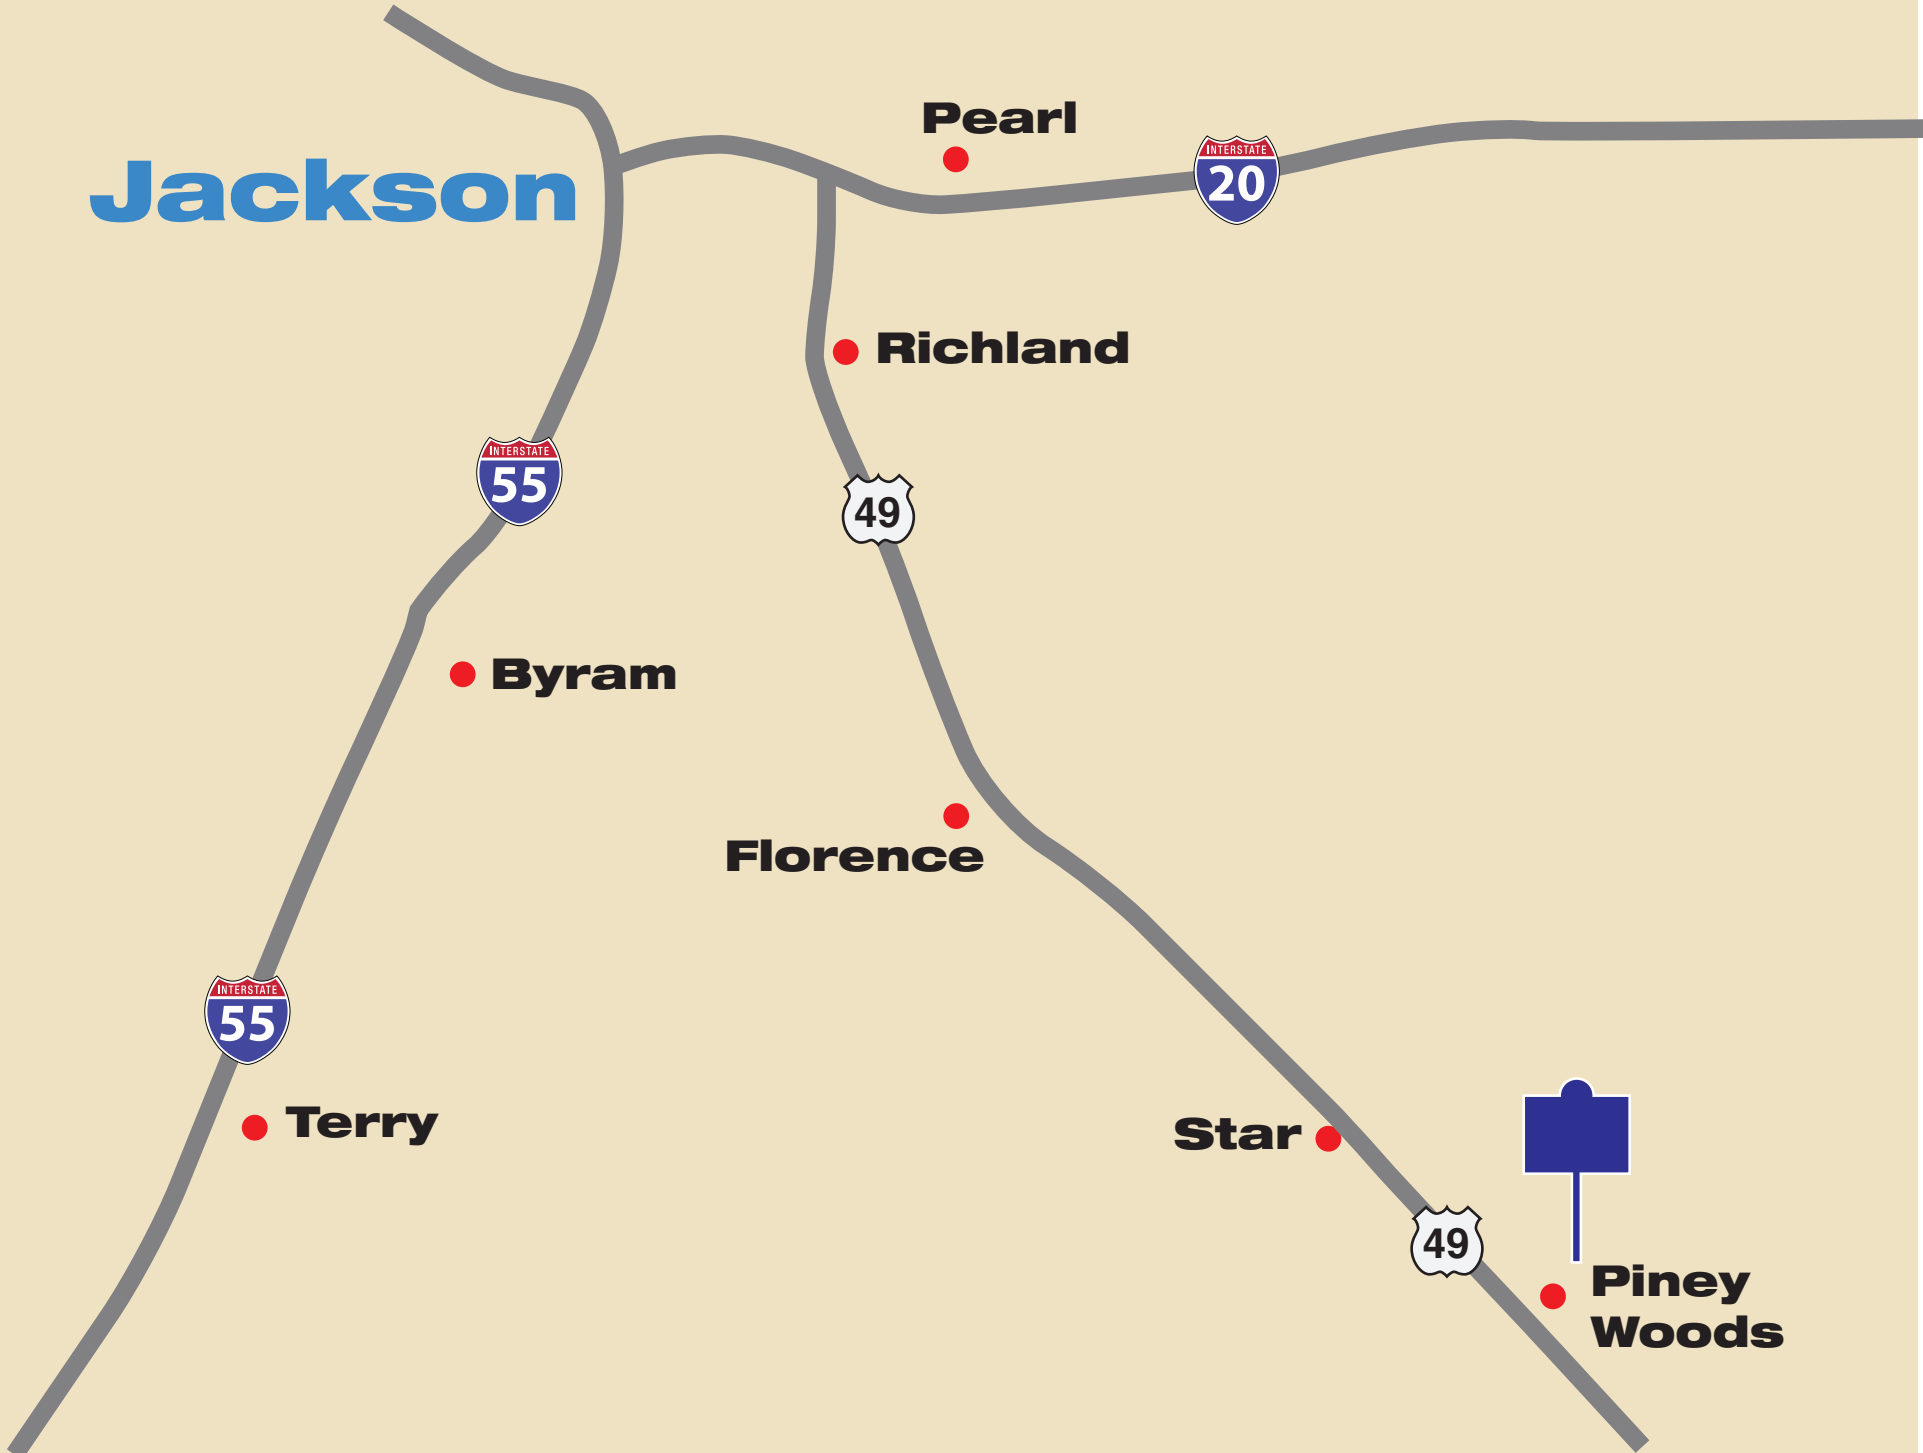 Pearl
INTERSTATE
20
Jackson
Richland
INTERSTATE
55
49
Byram
Florence
INTERSTATE
55
Terry
Star
49
Piney
Woods